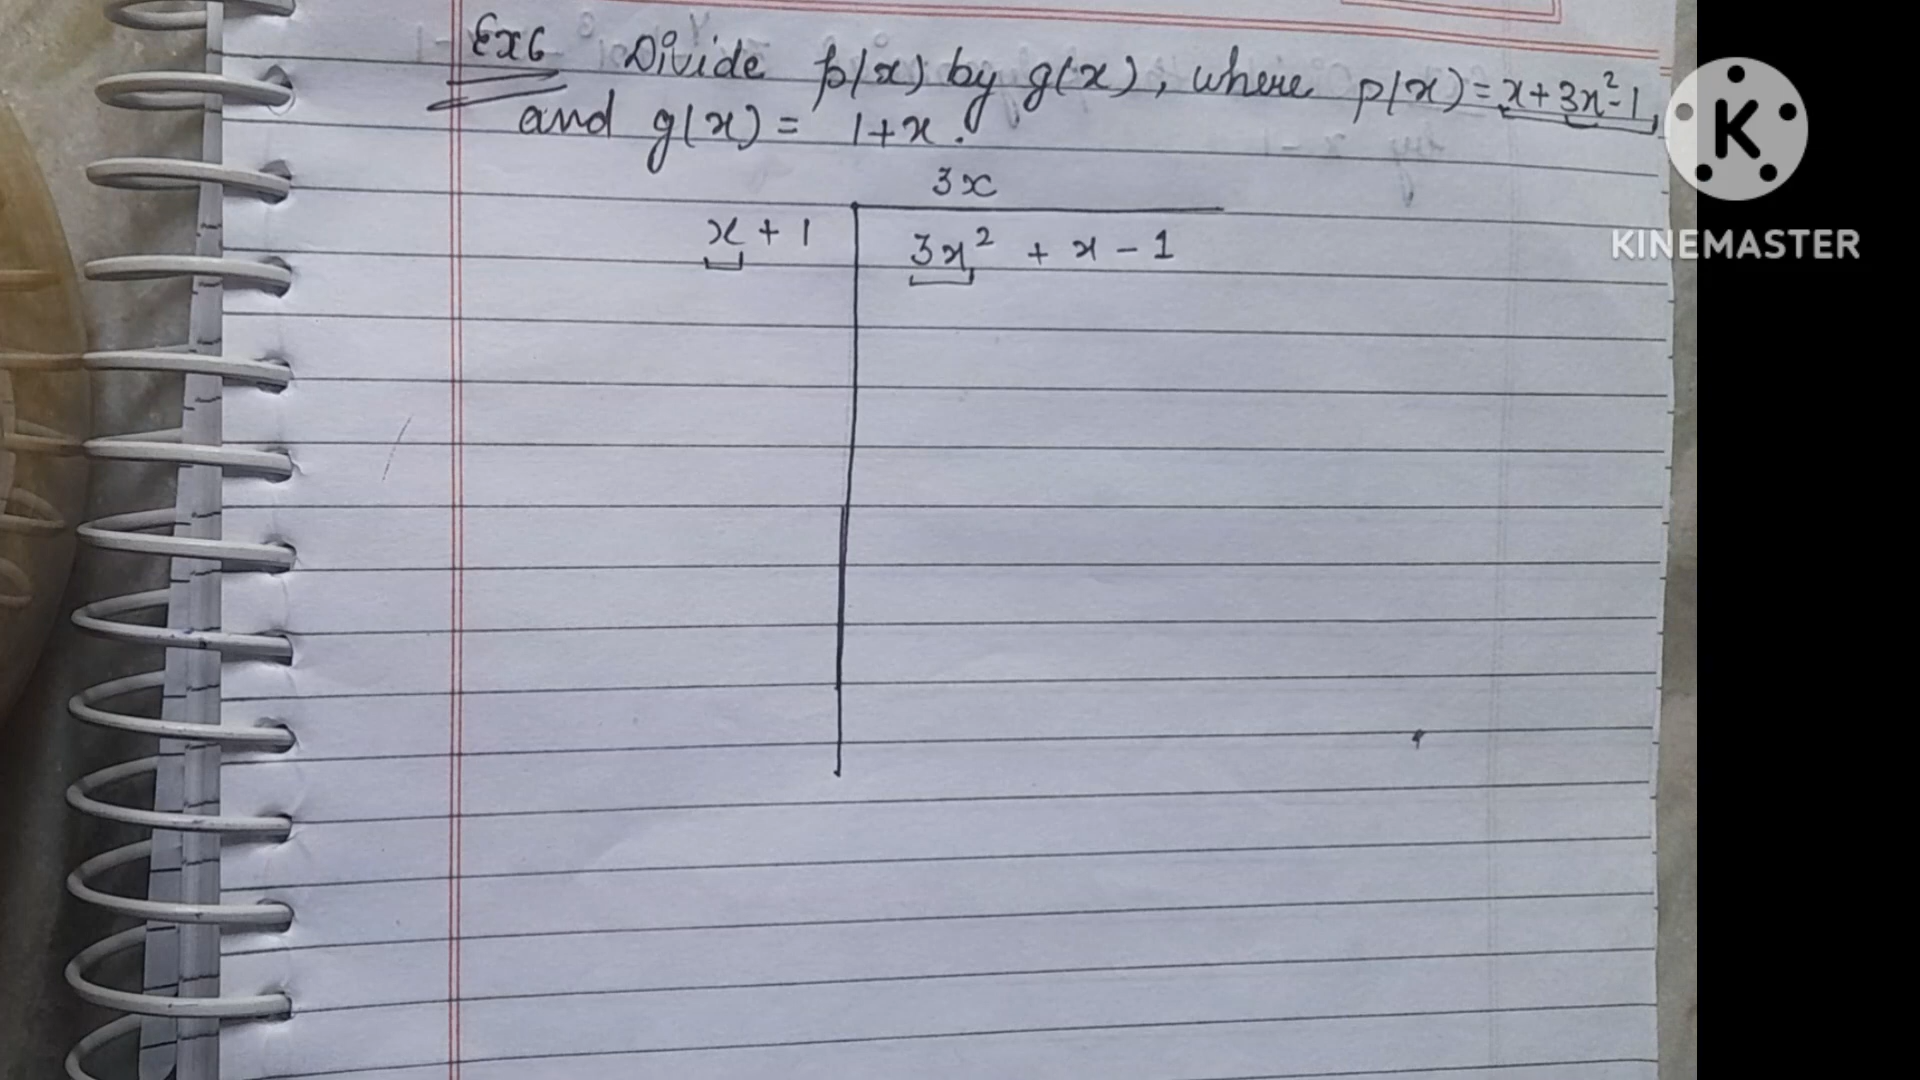 Ex6 Divide p(x) by g(x), where p(x) = x + 3x² - 1
and g(x) = 1 + x.
3x
x + 1 3x² + x - 1
K
KINEMASTER